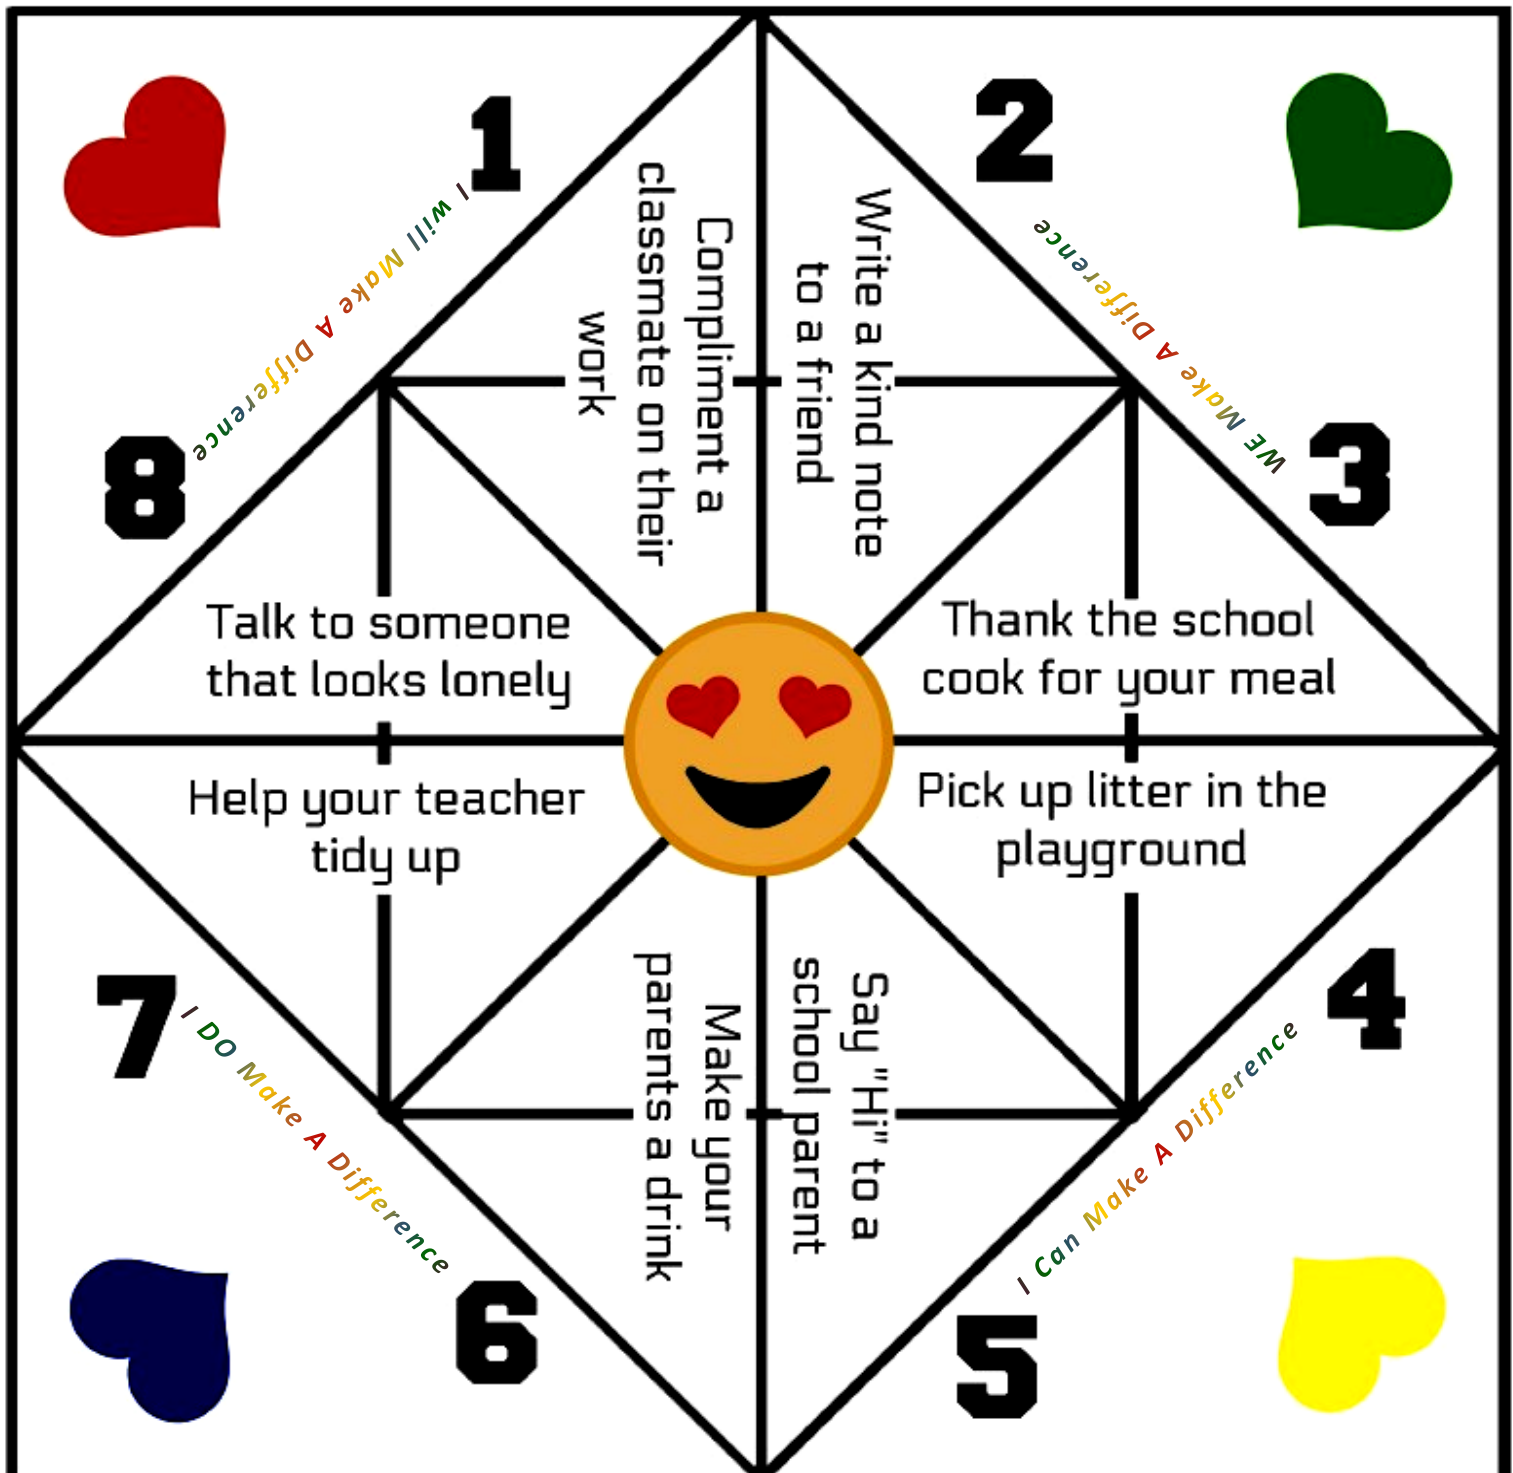 1
I will Make A Difference
8
2
WE Make A Difference
3
Compliment a
classmate on their
work
Write a kind note
to a friend
Talk to someone
that looks lonely
Thank the school
cook for your meal
Help your teacher
tidy up
Pick up litter in the
playground
Make your
parents a drink
Say "Hi" to a
school parent
7
I DO Make A Difference
6
4
I Can Make A Difference
5